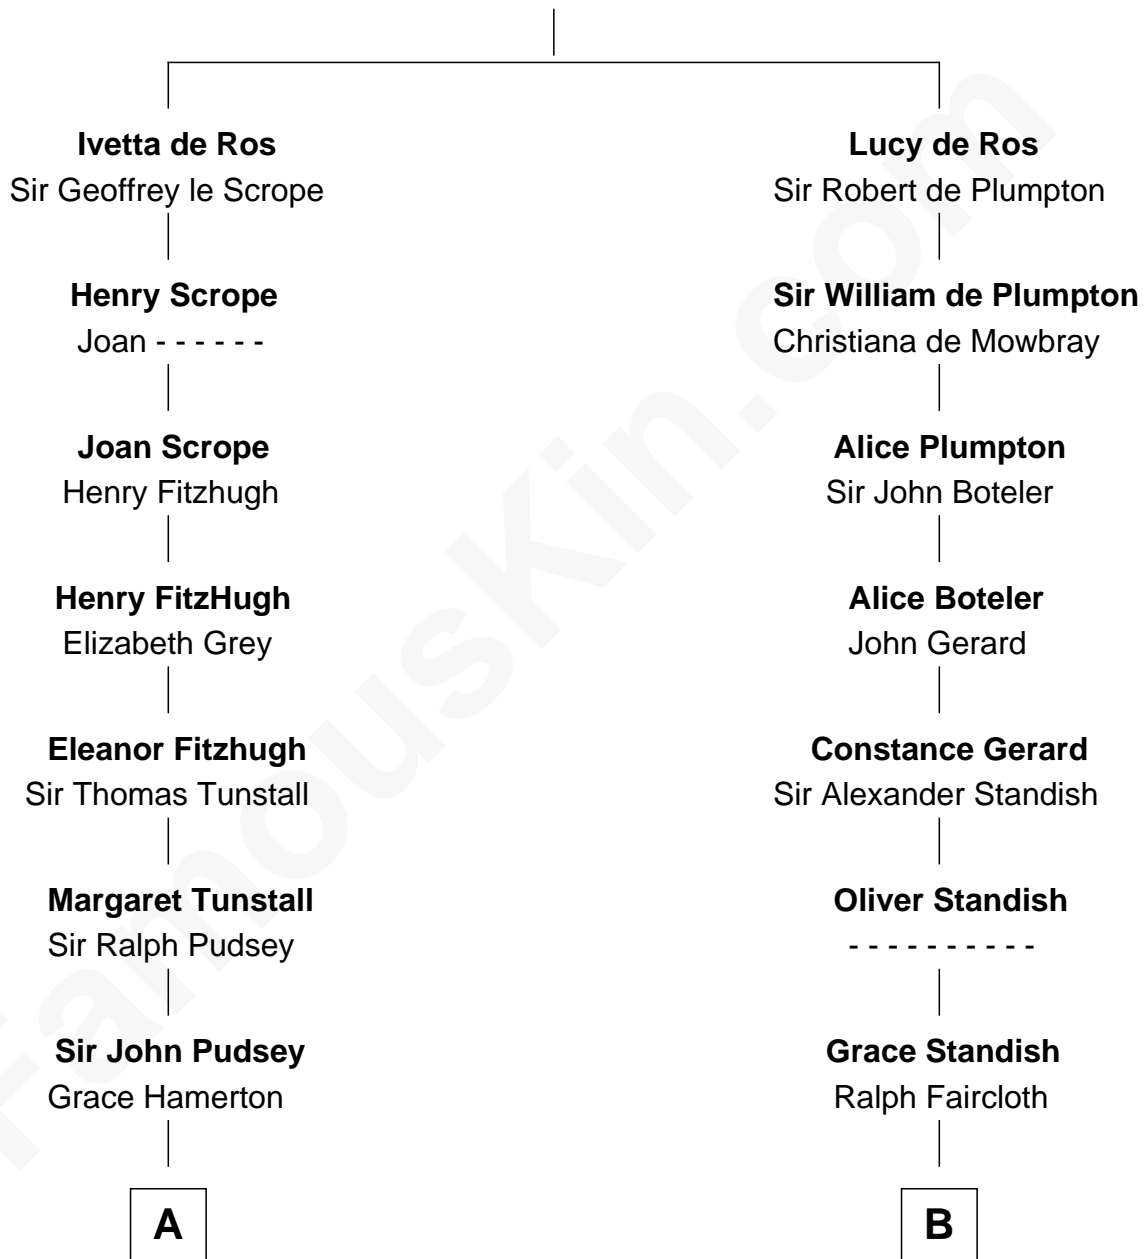 Ivetta de Ros
Sir Geoffrey le Scrope
Henry Scrope
Joan - - - - - -
Joan Scrope
Henry Fitzhugh
Henry FitzHugh
Elizabeth Grey
Eleanor Fitzhugh
Sir Thomas Tunstall
Margaret Tunstall
Sir Ralph Pudsey
Sir John Pudsey
Grace Hamerton
A
Lucy de Ros
Sir Robert de Plumpton
Sir William de Plumpton
Christiana de Mowbray
Alice Plumpton
Sir John Boteler
Alice Boteler
John Gerard
Constance Gerard
Sir Alexander Standish
Oliver Standish
- - - - - - - - - -
Grace Standish
Ralph Faircloth
B
FamousKin.com